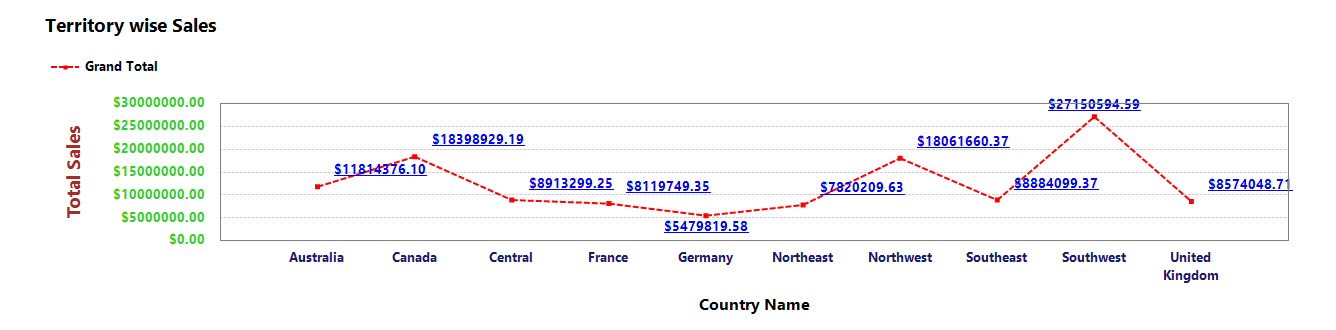 Territory wise Sales
Grand Total
Total Sales
$30000000.00
$25000000.00
$20000000.00
$15000000.00
$10000000.00
$5000000.00
$0.00
$11814376.10
$18398929.19
$8913299.25
$8119749.35
$5479819.58
$7820209.63
$18061660.37
$8884099.37
$27150594.59
$8574048.71
Australia
Canada
Central
France
Germany
Northeast
Northwest
Southeast
Southwest
United
Kingdom
Country Name